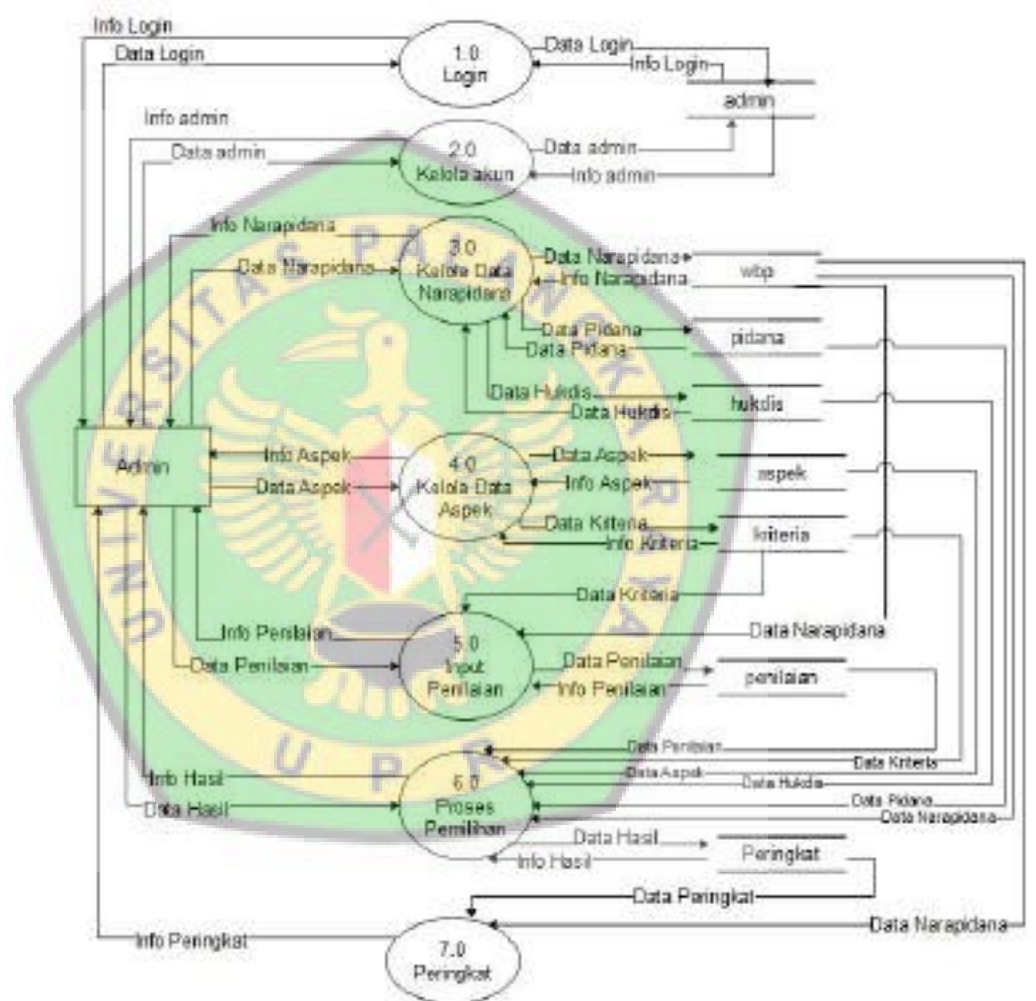 Info Login
Data Login
1.0
Login
Data Login
Info Login
admin
Info admin
Data admin
2.0
Kelola akun
Data admin
Info admin
Info Narapidana
Data Narapidana
3.0
Kelola Data
Narapidana
Data Narapidana
Info Narapidana
wbp
Data Pidana
Data Pidana
pidana
Data Hukdis
Data Hukdis
hukdis
Admin
Info Aspek
Data Aspek
4.0
Kelola Data
Aspek
Data Aspek
Info Aspek
aspek
Data Kriteria
Info Kriteria
kriteria
Data Kriteria
Data Narapidana
Info Penilaian
Data Penilaian
5.0
Input
Penilaian
Data Penilaian
Info Penilaian
penilaian
Data Penilaian
Data Kriteria
Data Aspek
Data Hukdis
Data Pidana
Data Narapidana
Info Hasil
Data Hasil
6.0
Proses
Pemilihan
Data Hasil
Info Hasil
Peringkat
Data Peringkat
Data Narapidana
Info Peringkat
7.0
Peringkat
UNIVERSITAS PALANGKA RAYA
UPR